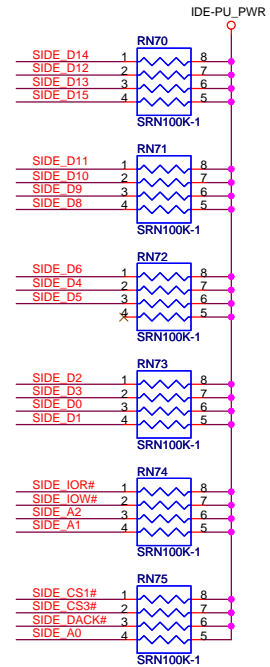 IDE-PU_PWR
RN70
SIDE_D14 1 8
SIDE_D12 2 7
SIDE_D13 3 6
SIDE_D15 4 5
SRN100K-1
RN71
SIDE_D11 1 8
SIDE_D10 2 7
SIDE_D9 3 6
SIDE_D8 4 5
SRN100K-1
RN72
SIDE_D6 1 8
SIDE_D4 2 7
SIDE_D5 3 6
4 5
SRN100K-1
RN73
SIDE_D2 1 8
SIDE_D3 2 7
SIDE_D0 3 6
SIDE_D1 4 5
SRN100K-1
RN74
SIDE_IOR# 1 8
SIDE_IOW# 2 7
SIDE_A2 3 6
SIDE_A1 4 5
SRN100K-1
RN75
SIDE_CS1# 1 8
SIDE_CS3# 2 7
SIDE_DACK# 3 6
SIDE_A0 4 5
SRN100K-1